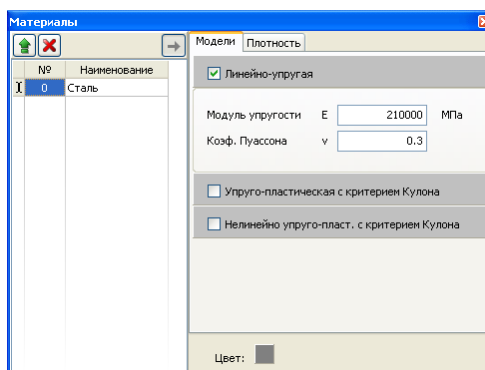 Материалы
Модели Плотность
№ Наименование
0 Сталь
Линейно-упругая
Модуль упругости E 210000 МПа
Коэф. Пуассона ν 0.3
Упруго-пластическая с критерием Кулона
Нелинейно упруго-пласт. с критерием Кулона
Цвет: